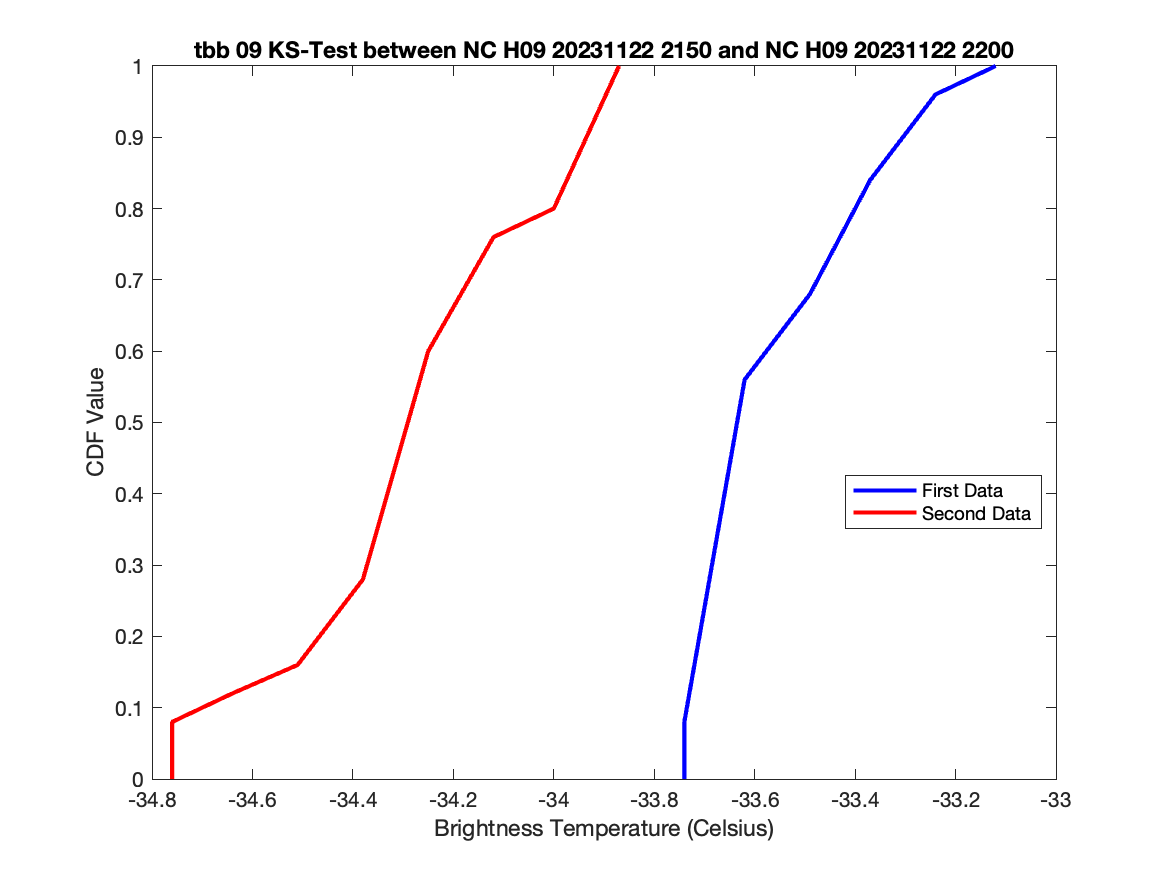 tbb 09 KS-Test between NC H09 20231122 2150 and NC H09 20231122 2200
1
0.9
0.8
0.7
0.6
0.5
0.4
0.3
0.2
0.1
0
CDF Value
First Data
Second Data
-34.8 -34.6 -34.4 -34.2 -34 -33.8 -33.6 -33.4 -33.2 -33
Brightness Temperature (Celsius)